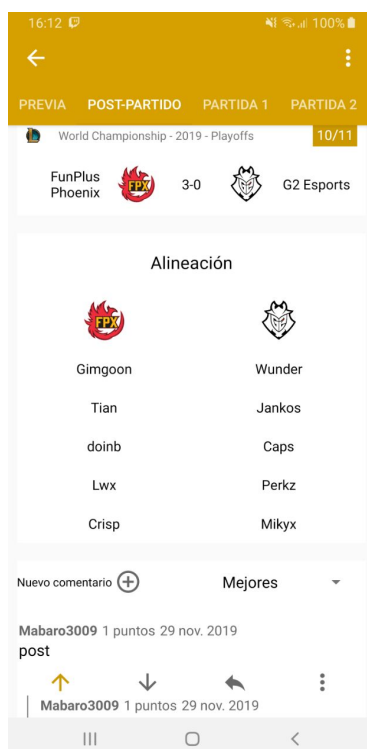 16:12 100%
PREVIA POST-PARTIDO PARTIDA 1 PARTIDA 2
World Championship - 2019 - Playoffs 10/11
FunPlus
Phoenix FPX 3-0 G2 Esports
Alineación
FPX
Gimgoon Wunder
Tian Jankos
doinb Caps
Lwx Perkz
Crisp Mikyx
Nuevo comentario Mejores
Mabaro3009 1 puntos 29 nov. 2019
post
Mabaro3009 1 puntos 29 nov. 2019